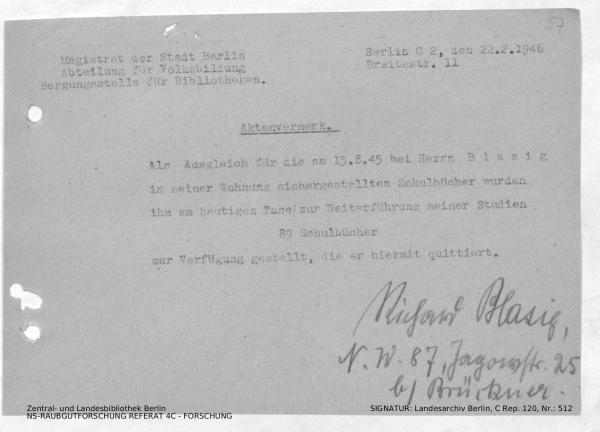 57
Magistrat der Stadt Berlin
Abteilung für Volksbildung
Bergungsstelle für Bibliotheken.
Berlin C 2, den 22.2.1946
Breitestr. 11
Aktenvermerk.
Als Ausgleich für die am 15.8.45 bei Herrn B l a s i g
in seiner Wohnung sichergestellten Schulbücher wurden
ihm am heutigen Tage zur Weiterführung seiner Studien
89 Schulbücher
zur Verfügung gestellt, die er hiermit quittiert.
Richard Blasig,
N.W. 87, Jagowstr. 25
b/ Brückner.
Zentral- und Landesbibliothek Berlin
NS-RAUBGUTFORSCHUNG REFERAT 4C - FORSCHUNG
SIGNATUR: Landesarchiv Berlin, C Rep. 120, Nr.: 512